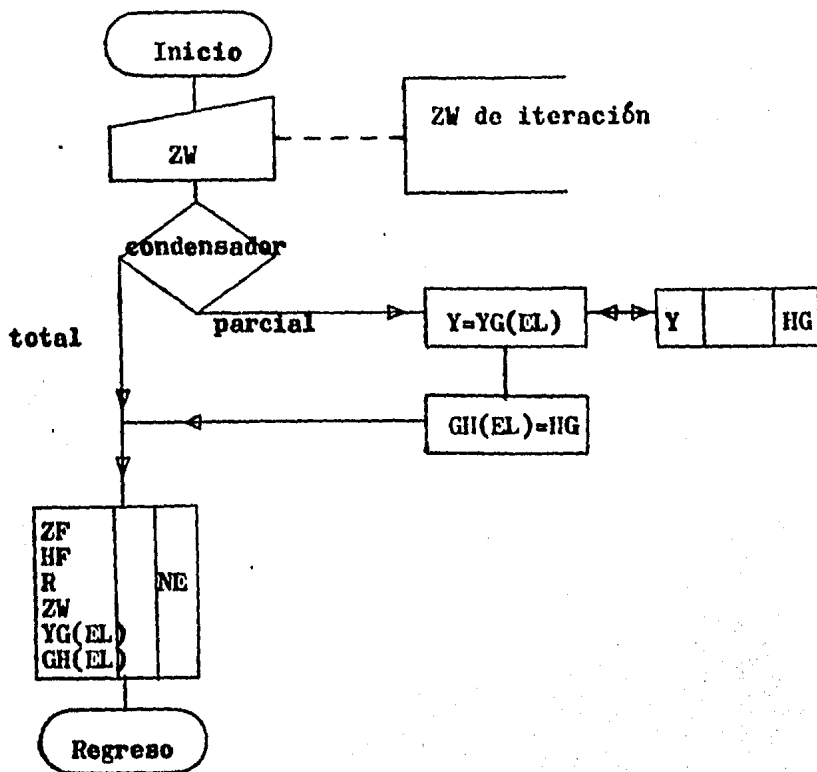 Inicio
ZW
ZW de iteración
condensador
total
parcial
Y=YG(EL)
Y HG
GH(EL)=HG
ZF
HF
R NE
ZW
YG(EL)
GH(EL)
Regreso